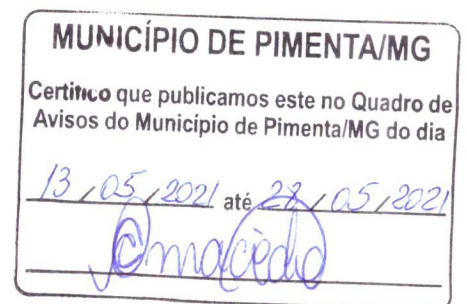 MUNICÍPIO DE PIMENTA/MG
Certifico que publicamos este no Quadro de
Avisos do Município de Pimenta/MG do dia
13, 05, 2021 até 28, 05, 2021